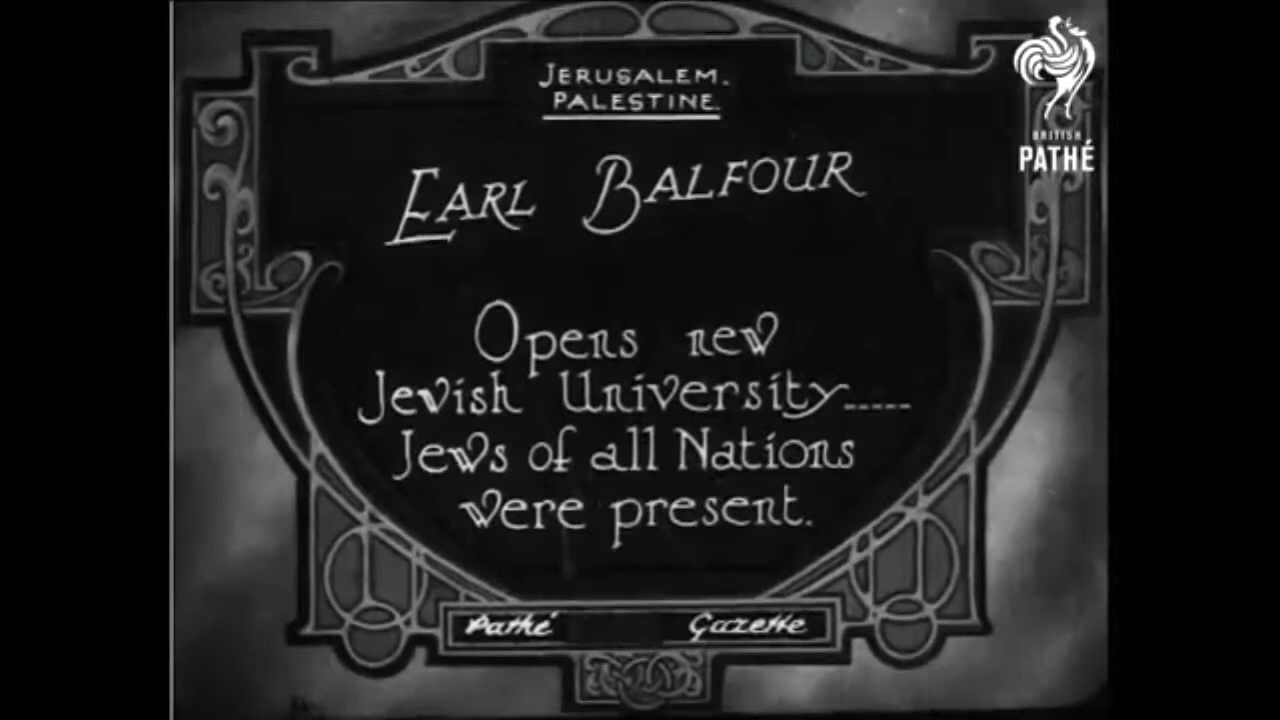 JERUSALEM.
PALESTINE.
EARL BALFOUR
Opens new
Jewish University-----
Jews of all Nations
were present.
Pathé Gazette
BRITISH
PATHÉ